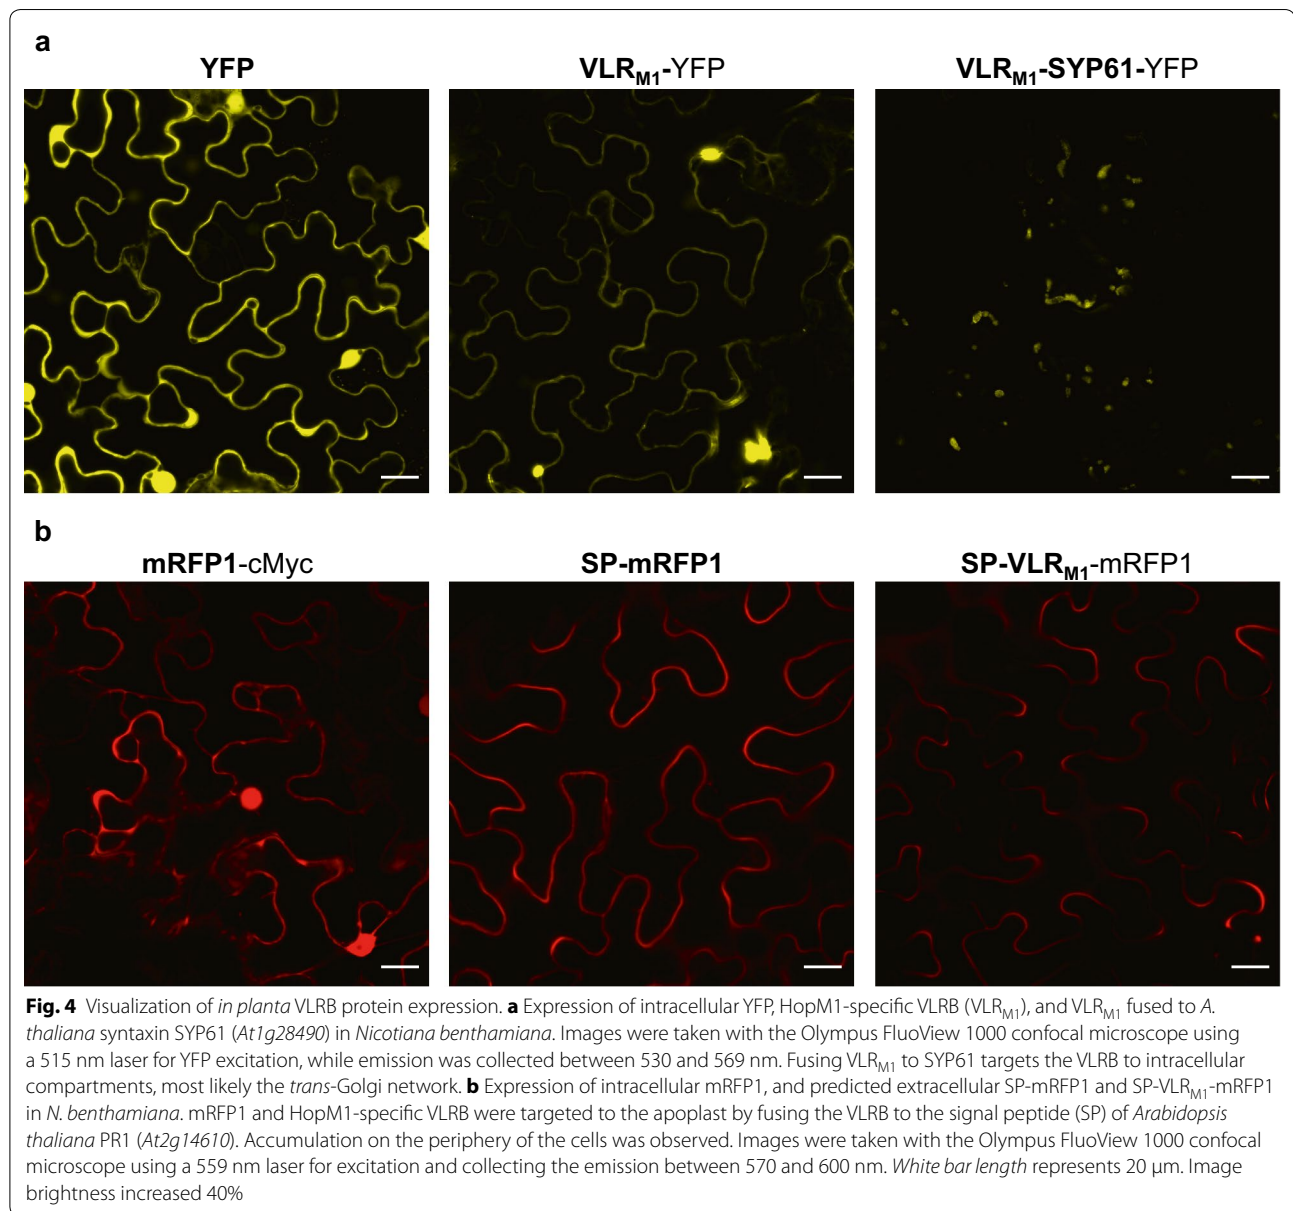 a
YFP VLRM1-YFP VLRM1-SYP61-YFP
b
mRFP1-cMyc SP-mRFP1 SP-VLRM1-mRFP1
Fig. 4 Visualization of in planta VLRB protein expression. a Expression of intracellular YFP, HopM1-specific VLRB (VLRM1), and VLRM1 fused to A.
thaliana syntaxin SYP61 (At1g28490) in Nicotiana benthamiana. Images were taken with the Olympus FluoView 1000 confocal microscope using
a 515 nm laser for YFP excitation, while emission was collected between 530 and 569 nm. Fusing VLRM1 to SYP61 targets the VLRB to intracellular
compartments, most likely the trans-Golgi network. b Expression of intracellular mRFP1, and predicted extracellular SP-mRFP1 and SP-VLRM1-mRFP1
in N. benthamiana. mRFP1 and HopM1-specific VLRB were targeted to the apoplast by fusing the VLRB to the signal peptide (SP) of Arabidopsis
thaliana PR1 (At2g14610). Accumulation on the periphery of the cells was observed. Images were taken with the Olympus FluoView 1000 confocal
microscope using a 559 nm laser for excitation and collecting the emission between 570 and 600 nm. White bar length represents 20 μm. Image
brightness increased 40%